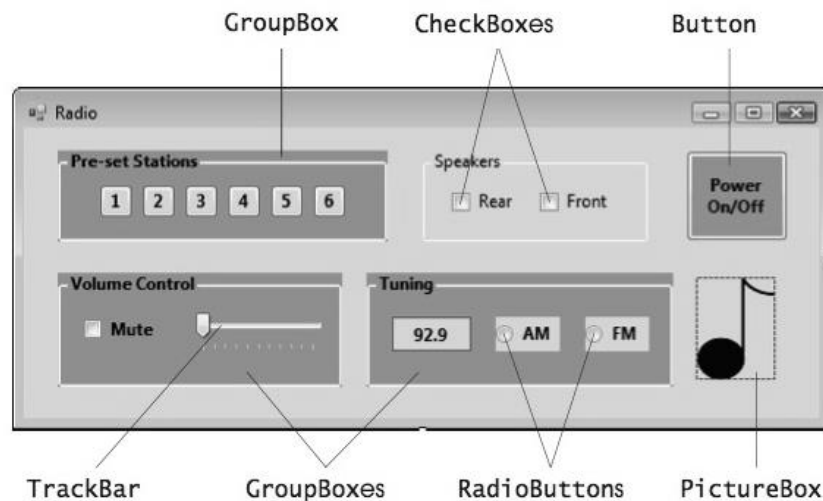 GroupBox CheckBoxes Button
Radio
Pre-set Stations
1 2 3 4 5 6
Speakers
Rear Front
Power
On/Off
Volume Control
Mute
Tuning
92.9 AM FM
TrackBar GroupBoxes RadioButtons PictureBox